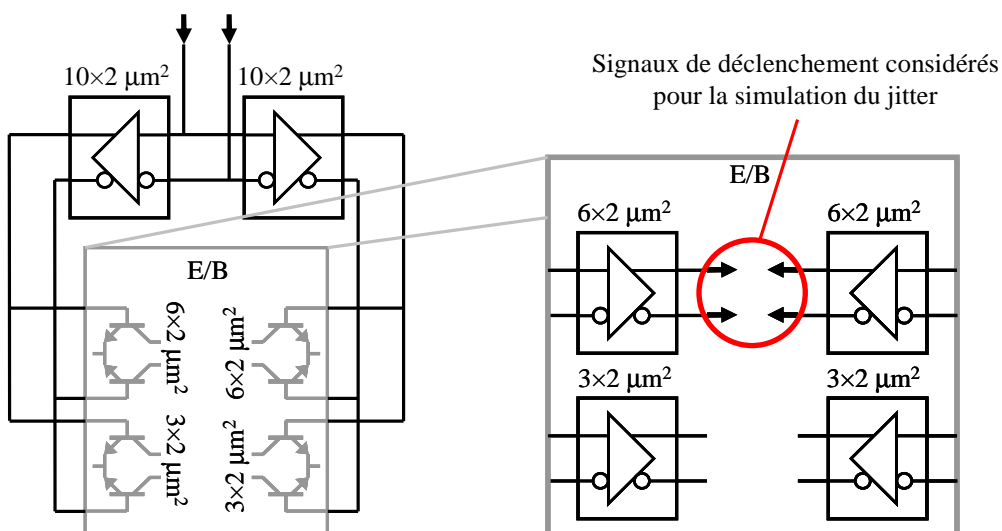 10×2 μm²
10×2 μm²
Signaux de déclenchement considérés
pour la simulation du jitter
E/B
6×2 μm²
6×2 μm²
3×2 μm²
3×2 μm²
E/B
6×2 μm²
6×2 μm²
3×2 μm²
3×2 μm²